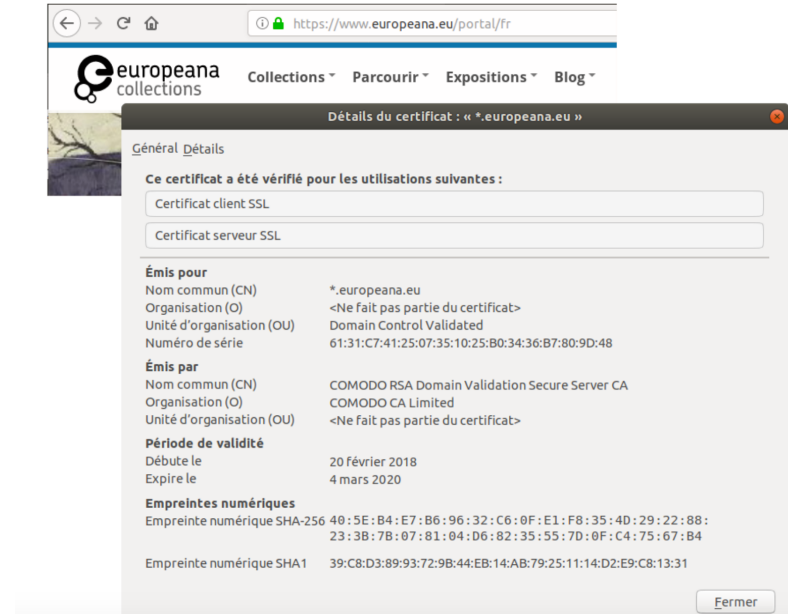 https://www.europeana.eu/portal/fr
europeana
collections
Collections Parcourir Expositions Blog
Détails du certificat : « *.europeana.eu »
Général Détails
Ce certificat a été vérifié pour les utilisations suivantes :
Certificat client SSL
Certificat serveur SSL
Émis pour
Nom commun (CN) *.europeana.eu
Organisation (O) <Ne fait pas partie du certificat>
Unité d'organisation (OU) Domain Control Validated
Numéro de série 61:31:C7:41:25:07:35:10:25:B0:34:36:B7:80:9D:48
Émis par
Nom commun (CN) COMODO RSA Domain Validation Secure Server CA
Organisation (O) COMODO CA Limited
Unité d'organisation (OU) <Ne fait pas partie du certificat>
Période de validité
Débute le 20 février 2018
Expire le 4 mars 2020
Empreintes numériques
Empreinte numérique SHA-256 40:5E:B4:E7:B6:96:32:C6:0F:E1:F8:35:4D:29:22:88:
23:3B:7B:07:81:04:D6:82:35:55:7D:0F:C4:75:67:B4
Empreinte numérique SHA1 39:C8:D3:89:93:72:9B:44:EB:14:AB:79:25:11:14:D2:E9:C8:13:31
Fermer